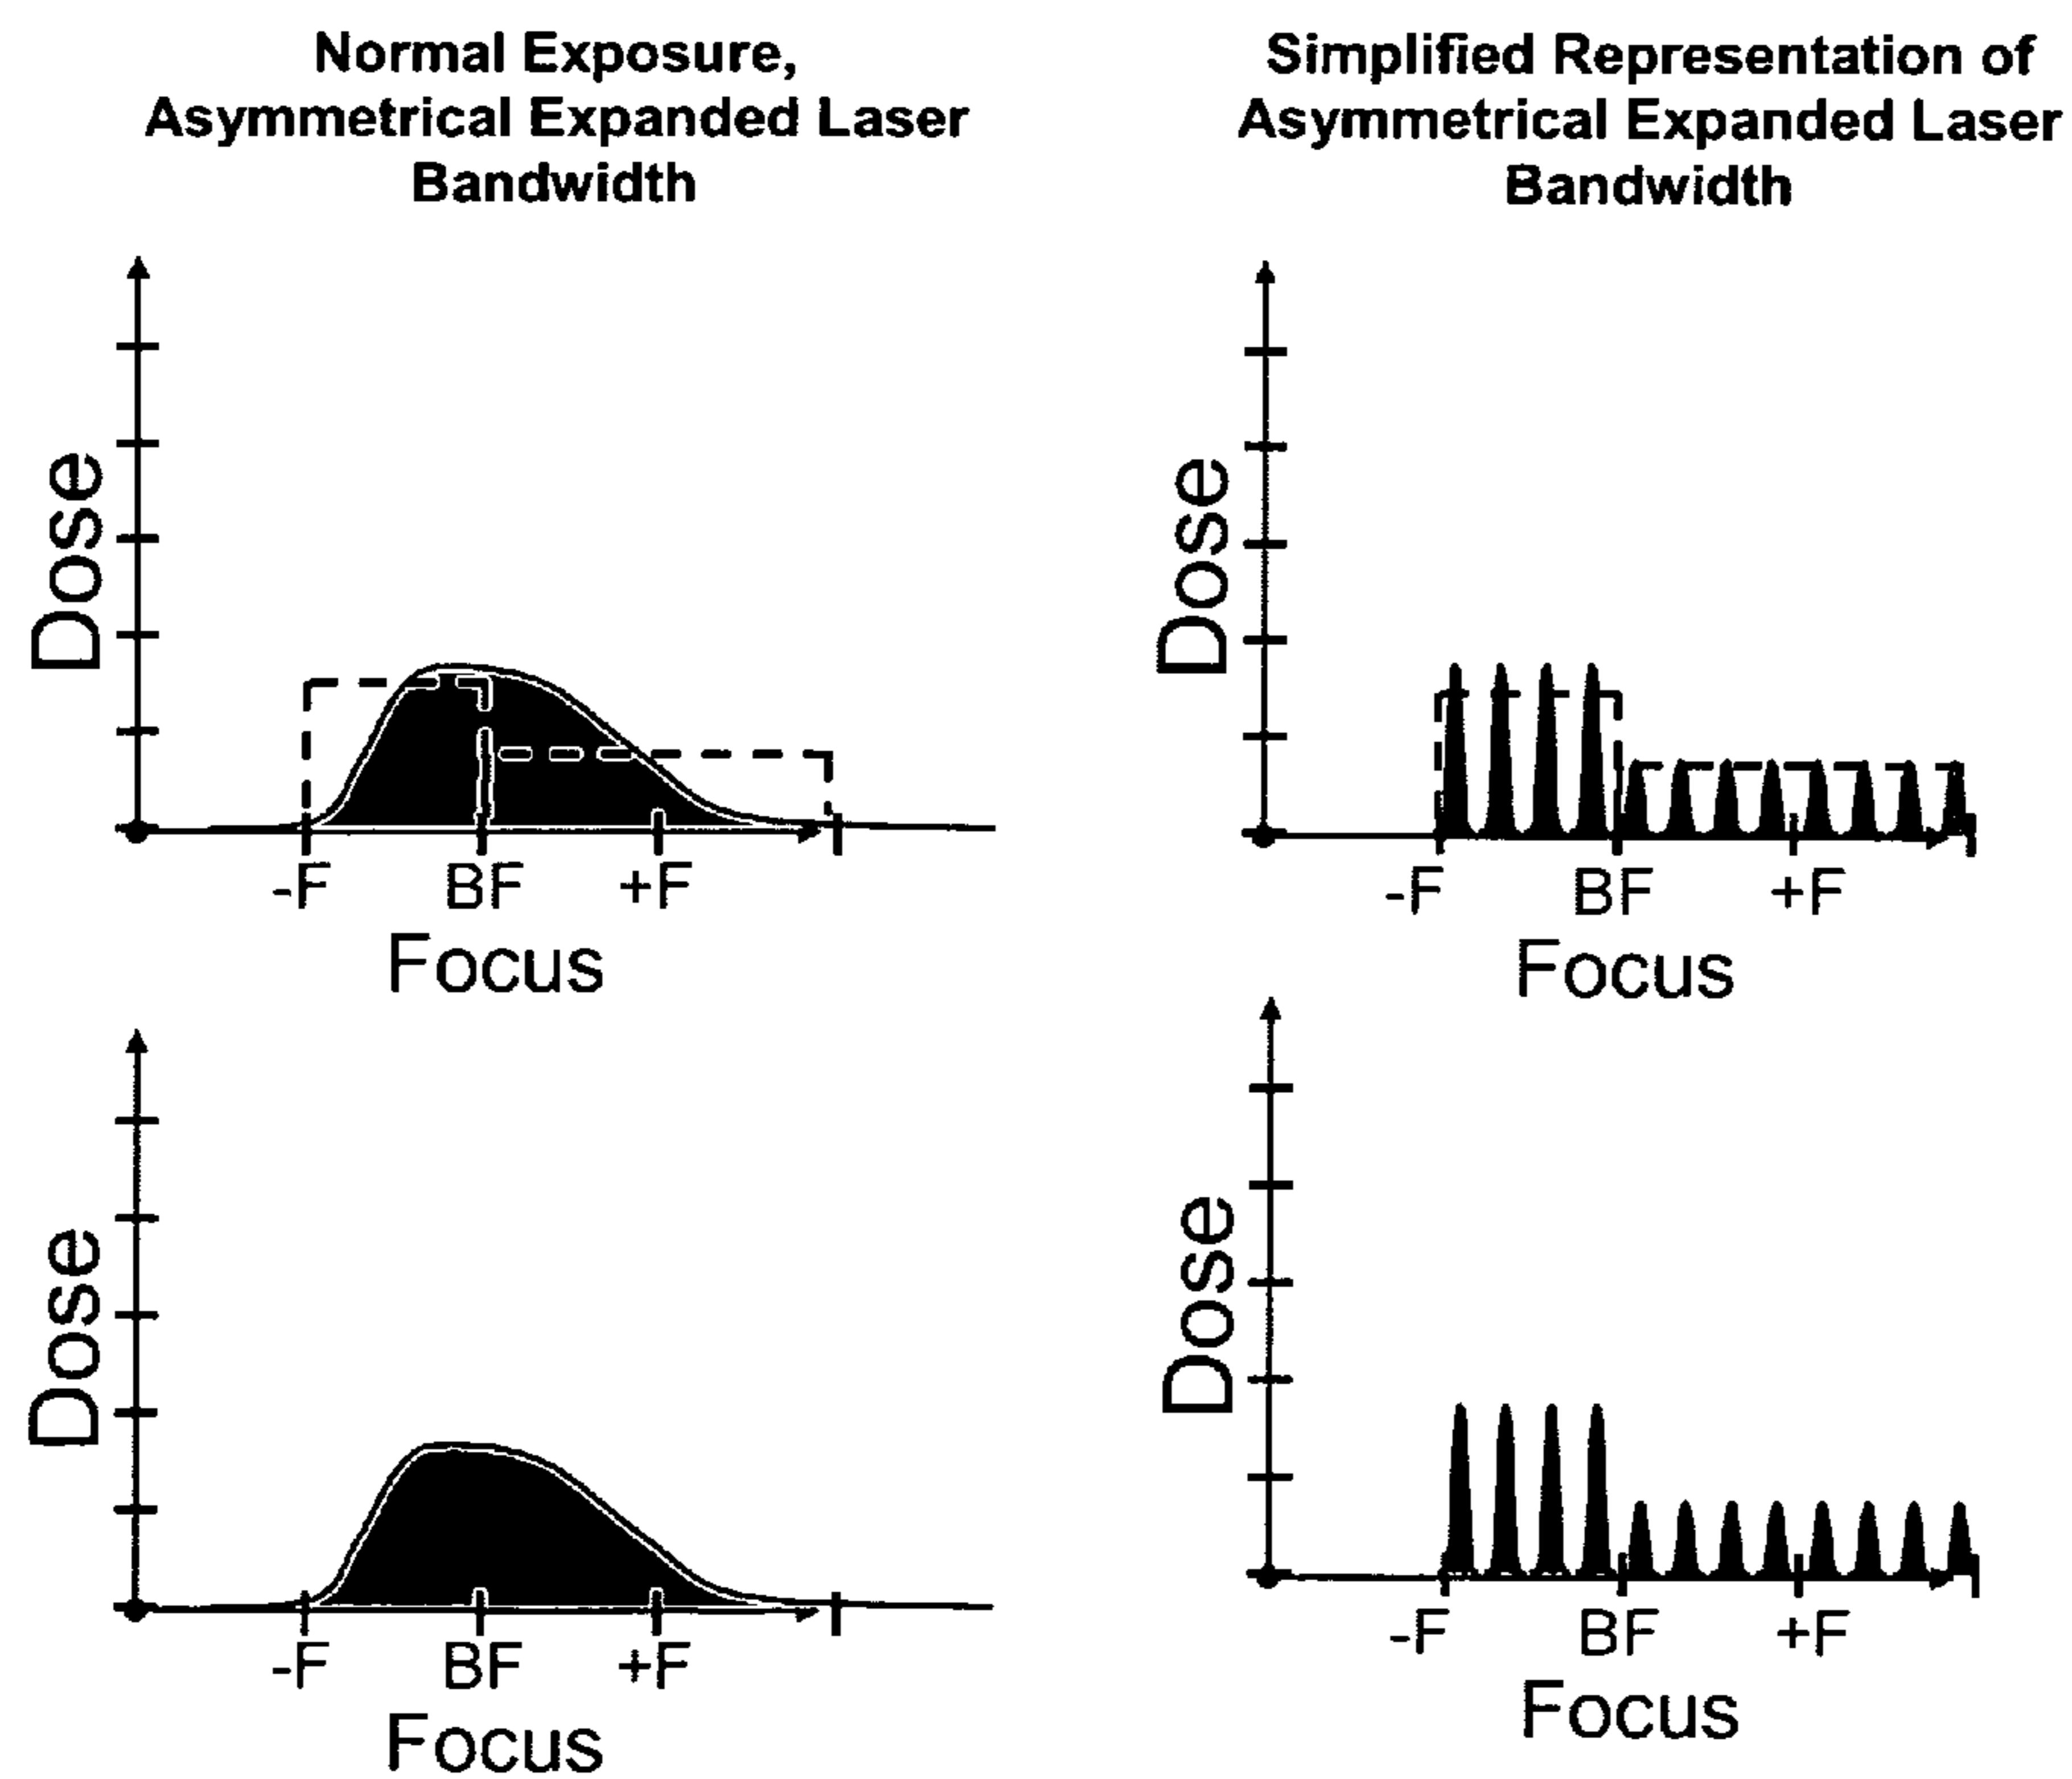 Normal Exposure,
Asymmetrical Expanded Laser
Bandwidth
Dose
-F BF +F
Focus
Simplified Representation of
Asymmetrical Expanded Laser
Bandwidth
Dose
-F BF +F
Focus
Dose
-F BF +F
Focus
Dose
-F BF +F
Focus